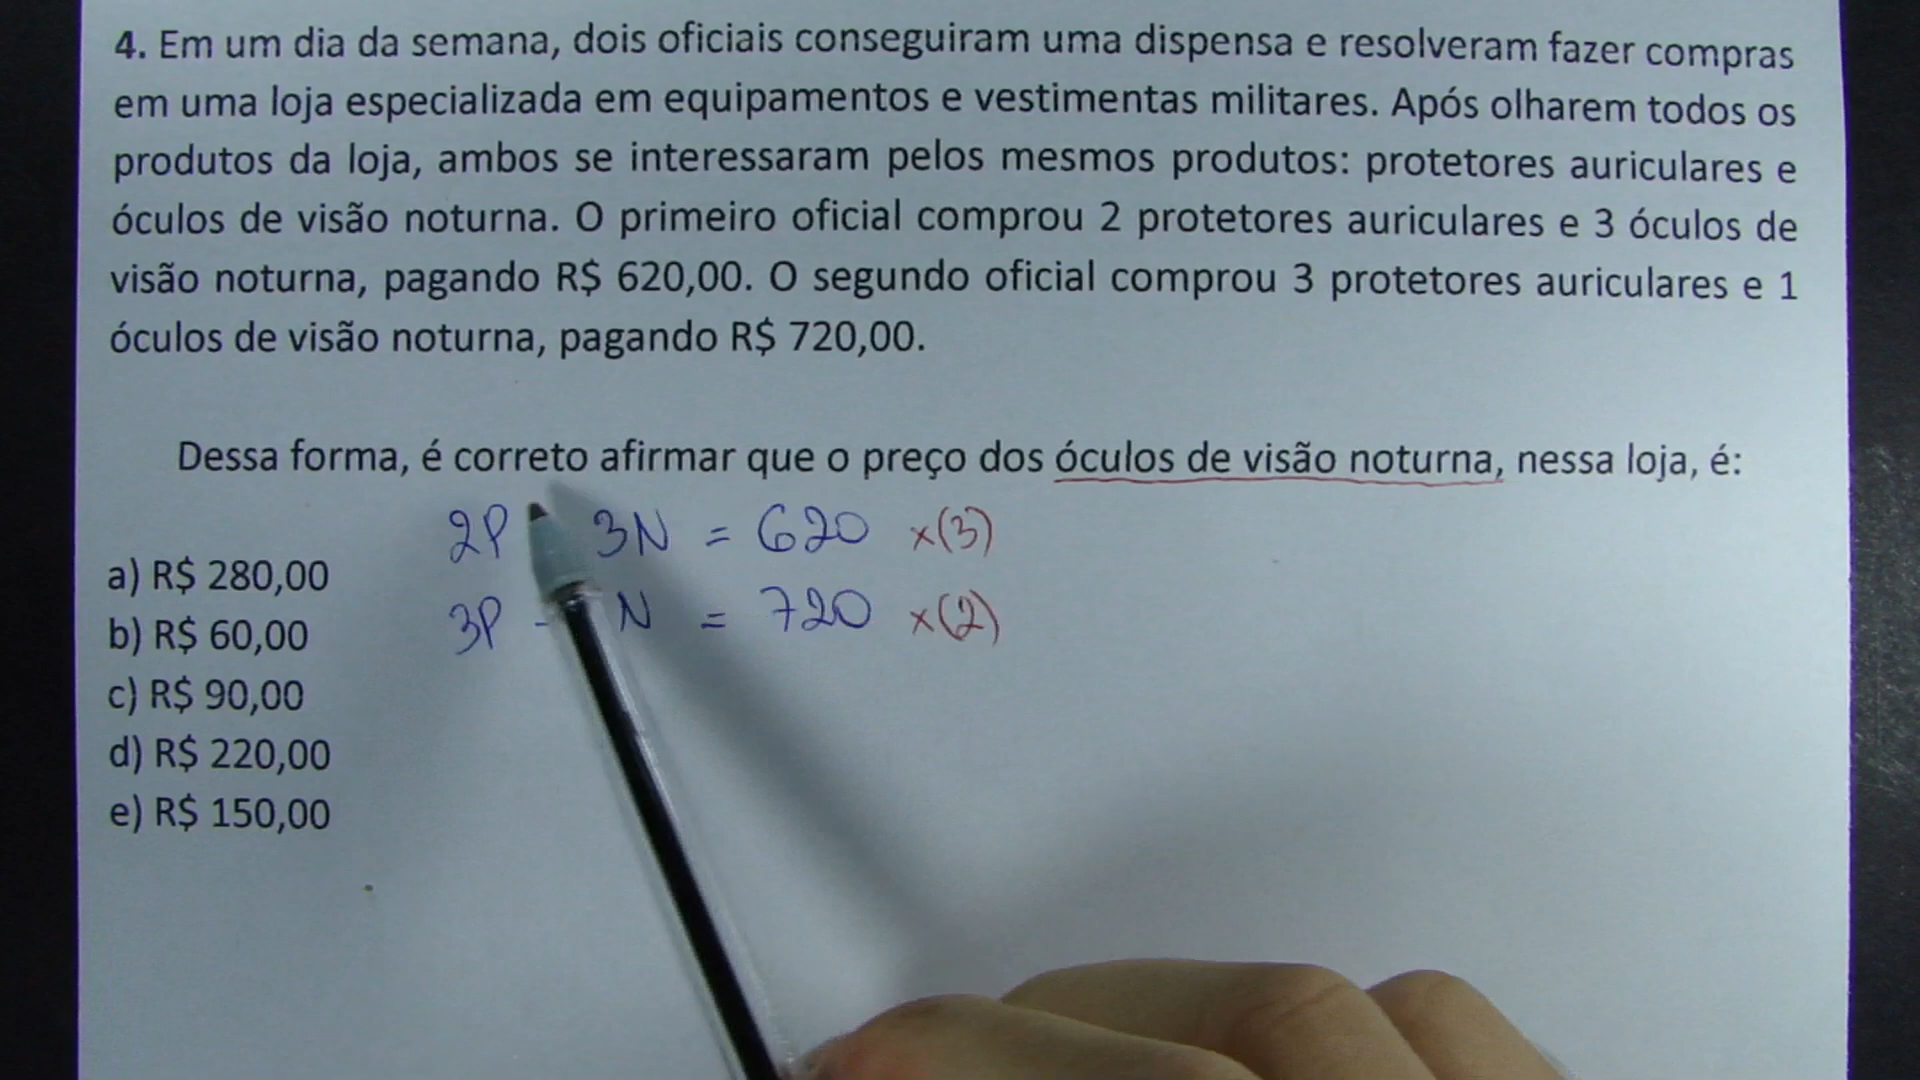 4. Em um dia da semana, dois oficiais conseguiram uma dispensa e resolveram fazer compras
em uma loja especializada em equipamentos e vestimentas militares. Após olharem todos os
produtos da loja, ambos se interessaram pelos mesmos produtos: protetores auriculares e
óculos de visão noturna. O primeiro oficial comprou 2 protetores auriculares e 3 óculos de
visão noturna, pagando R$ 620,00. O segundo oficial comprou 3 protetores auriculares e 1
óculos de visão noturna, pagando R$ 720,00.
Dessa forma, é correto afirmar que o preço dos óculos de visão noturna, nessa loja, é:
2P 3N = 620 x(3)
3P N = 720 x(2)
a) R$ 280,00
b) R$ 60,00
c) R$ 90,00
d) R$ 220,00
e) R$ 150,00